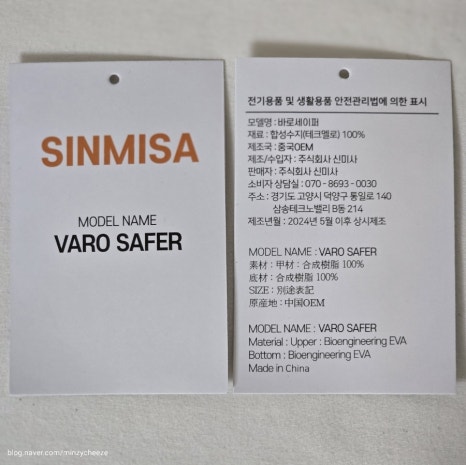 SINMISA
MODEL NAME
VARO SAFER
전기용품 및 생활용품 안전관리법에 의한 표시
모델명 : 바로세이퍼
재료 : 합성수지(테크멜로) 100%
제조국 : 중국OEM
제조/수입자 : 주식회사 신미사
판매자 : 주식회사 신미사
소비자 상담실 : 070 - 8693 - 0030
주소 : 경기도 고양시 덕양구 통일로 140
삼송테크노밸리 B동 214
제조년월 : 2024년 5월 이후 상시제조
MODEL NAME : VARO SAFER
素材 : 甲材 : 合成樹脂 100%
底材 : 合成樹脂 100%
SIZE : 別途表記
原産地 : 中国OEM
MODEL NAME : VARO SAFER
Material : Upper : Bioengineering EVA
Bottom : Bioengineering EVA
Made in China
blog.naver.com/minzycheeze